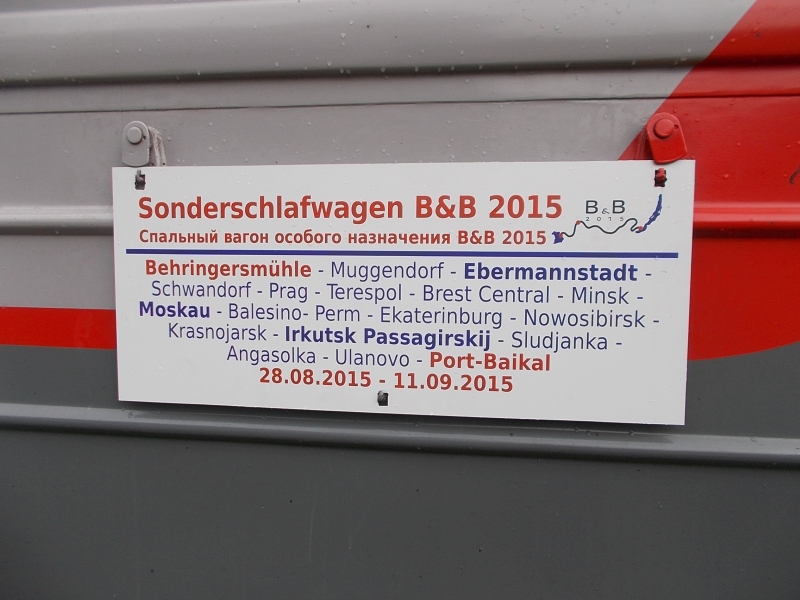 Sonderschlafwagen B&B 2015
B&B
2015
Спальный вагон особого назначения B&B 2015
Behringersmühle - Muggendorf - Ebermannstadt -
Schwandorf - Prag - Terespol - Brest Central - Minsk -
Moskau - Balesino- Perm - Ekaterinburg - Nowosibirsk -
Krasnojarsk - Irkutsk Passagirskij - Sludjanka -
Angasolka - Ulanovo - Port-Baikal
28.08.2015 - 11.09.2015